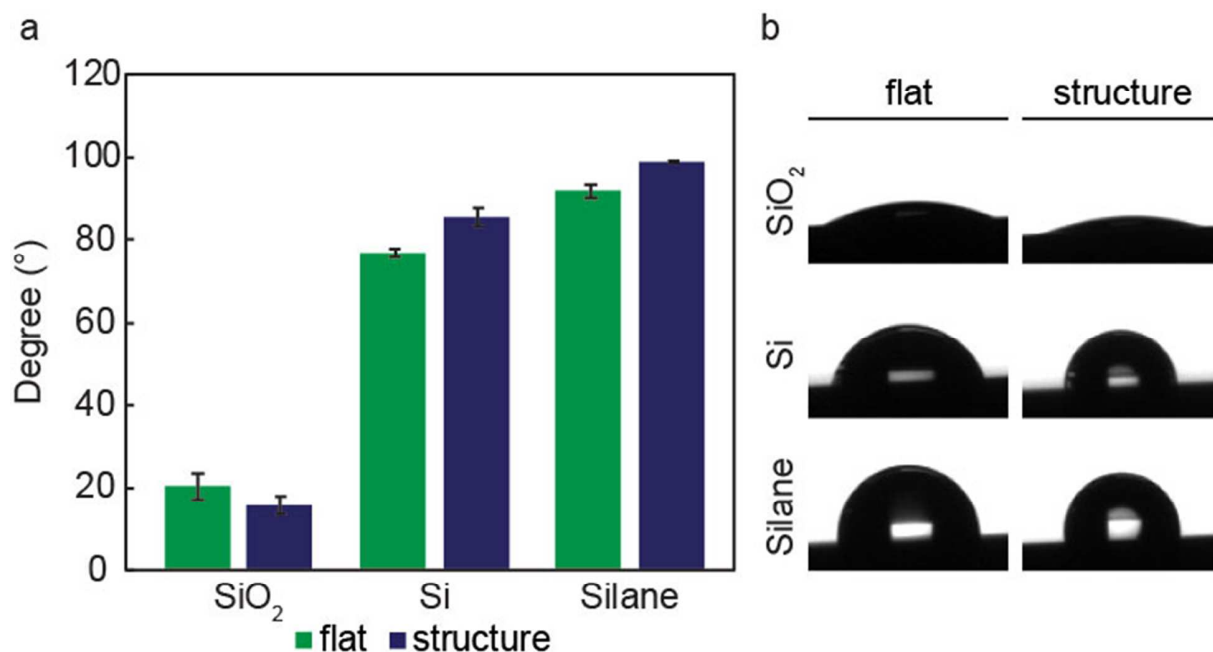 a
120
100
80
60
40
20
0
Degree (°)
SiO₂ Si Silane
flat structure
b
flat structure
SiO₂
Si
Silane